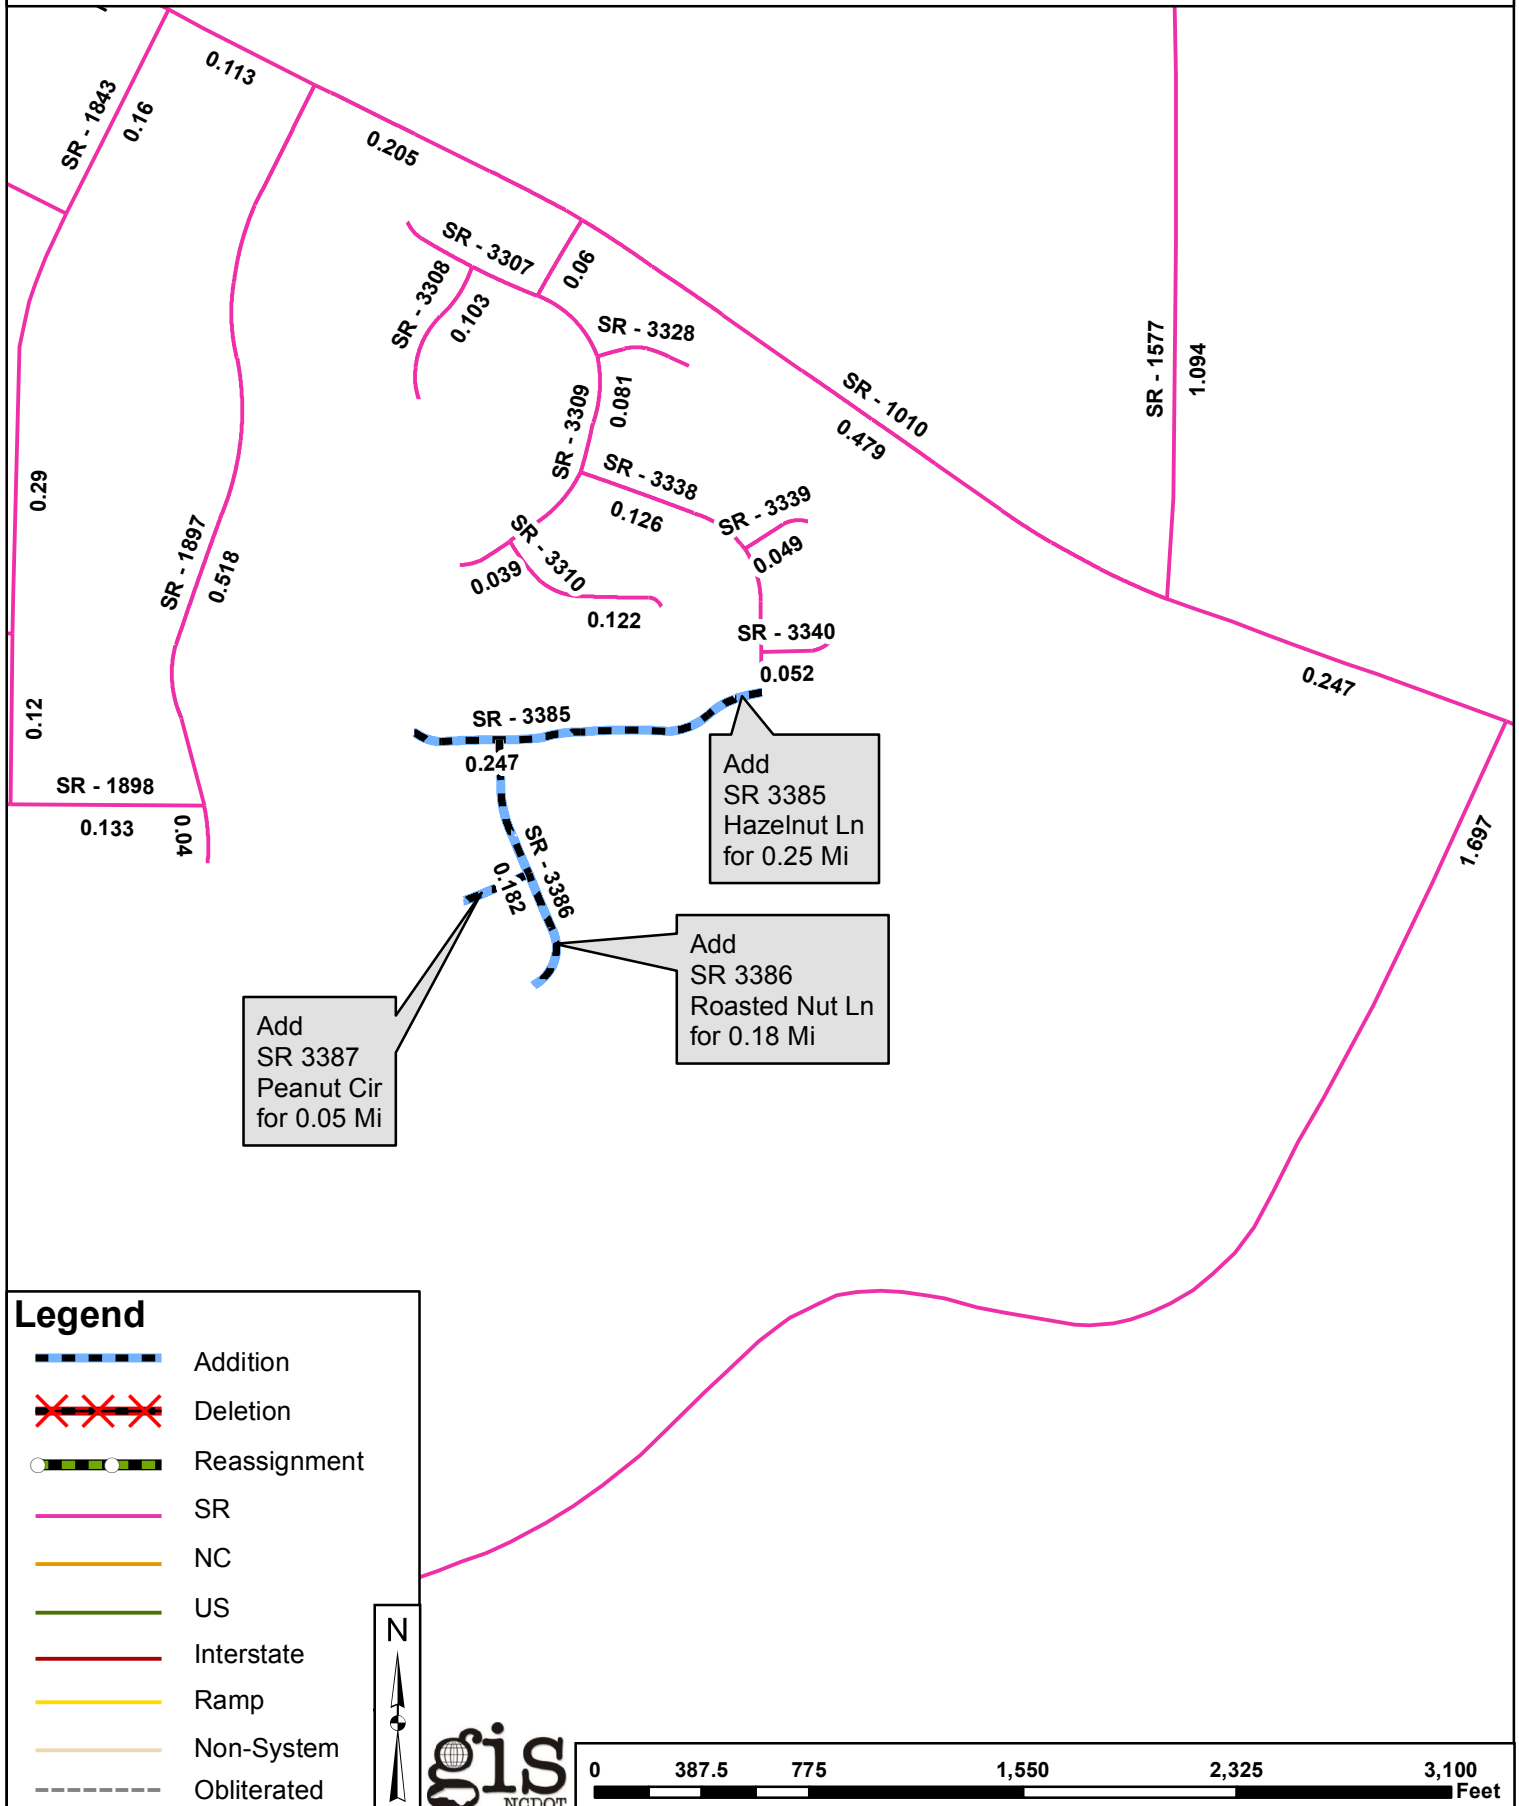 0.113
SR - 1843
0.16
0.205
SR - 3307
0.06
SR - 3308
0.103
SR - 3328
SR - 1577
1.094
SR - 3309
0.081
SR - 1010
0.479
SR - 3338
0.126
SR - 3339
0.049
0.29
SR - 1897
0.518
SR - 3310
0.039
0.122
SR - 3340
0.052
0.247
0.12
SR - 3385
0.247
SR - 1898
0.133
0.04
Add
SR 3385
Hazelnut Ln
for 0.25 Mi
1.697
SR - 3386
0.182
Add
SR 3386
Roasted Nut Ln
for 0.18 Mi
Add
SR 3387
Peanut Cir
for 0.05 Mi
Legend
Addition
Deletion
Reassignment
SR
NC
US
Interstate
Ramp
Non-System
Obliterated
N
gis
NCDOT
0 387.5 775 1,550 2,325 3,100
Feet